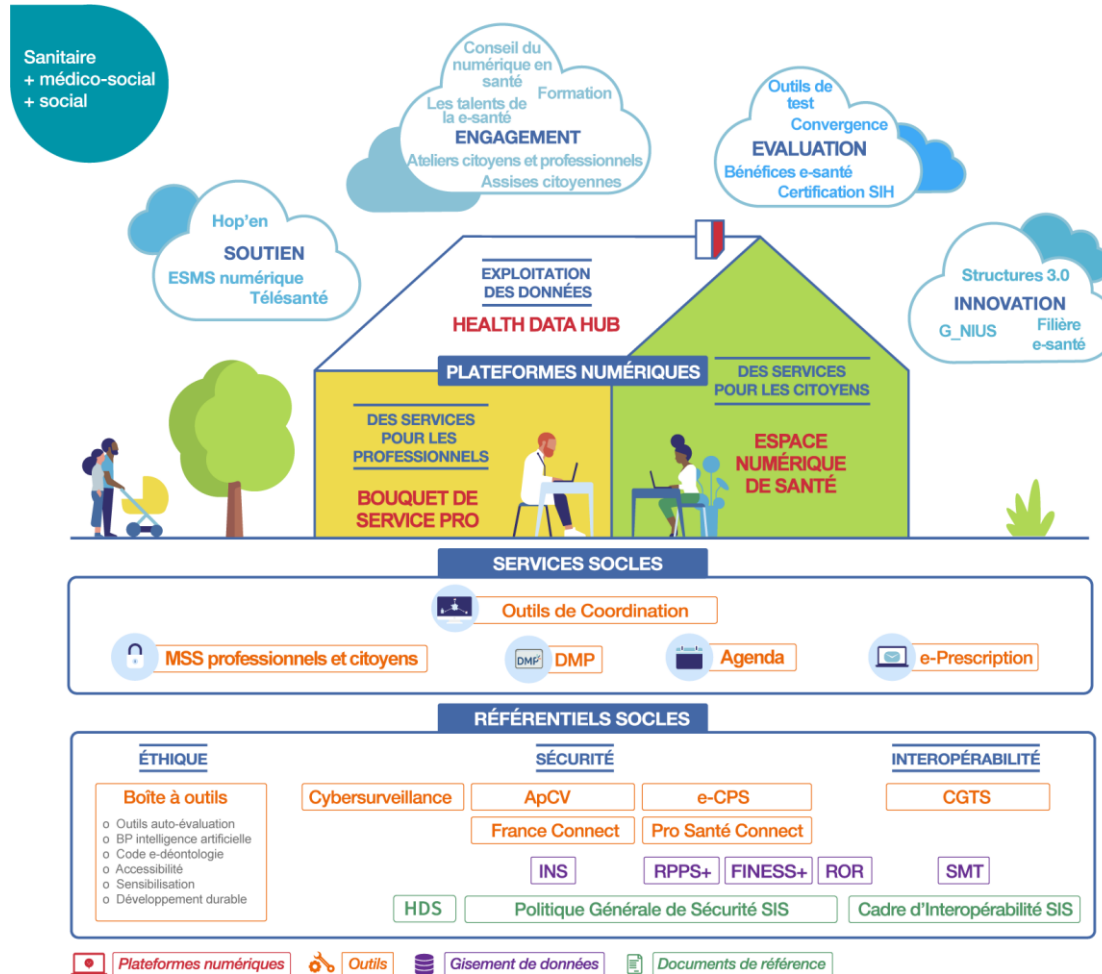 Sanitaire
+ médico-social
+ social
Conseil du
numérique en
santé
Formation
Les talents de
la e-santé
ENGAGEMENT
Ateliers citoyens et professionnels
Assises citoyennes
Outils de
test
Convergence
EVALUATION
Bénéfices e-santé
Certification SIH
Hop'en
SOUTIEN
ESMS numérique
Télésanté
Structures 3.0
INNOVATION
G_NIUS
Filière
e-santé
EXPLOITATION
DES DONNÉES
HEALTH DATA HUB
PLATEFORMES NUMÉRIQUES
DES SERVICES
POUR LES
PROFESSIONNELS
BOUQUET DE
SERVICE PRO
DES SERVICES
POUR LES CITOYENS
ESPACE
NUMÉRIQUE
DE SANTÉ
SERVICES SOCLES
Outils de Coordination
MSS professionnels et citoyens
DMP
DMP
Agenda
e-Prescription
RÉFÉRENTIELS SOCLES
ÉTHIQUE
Boîte à outils
o Outils auto-évaluation
o BP intelligence artificielle
o Code e-déontologie
o Accessibilité
o Sensibilisation
o Développement durable
SÉCURITÉ
Cybersurveillance
ApCV
e-CPS
France Connect
Pro Santé Connect
INS
RPPS+
FINESS+
ROR
HDS
Politique Générale de Sécurité SIS
INTEROPÉRABILITÉ
CGTS
SMT
Cadre d'Interopérabilité SIS
Plateformes numériques
Outils
Gisement de données
Documents de référence